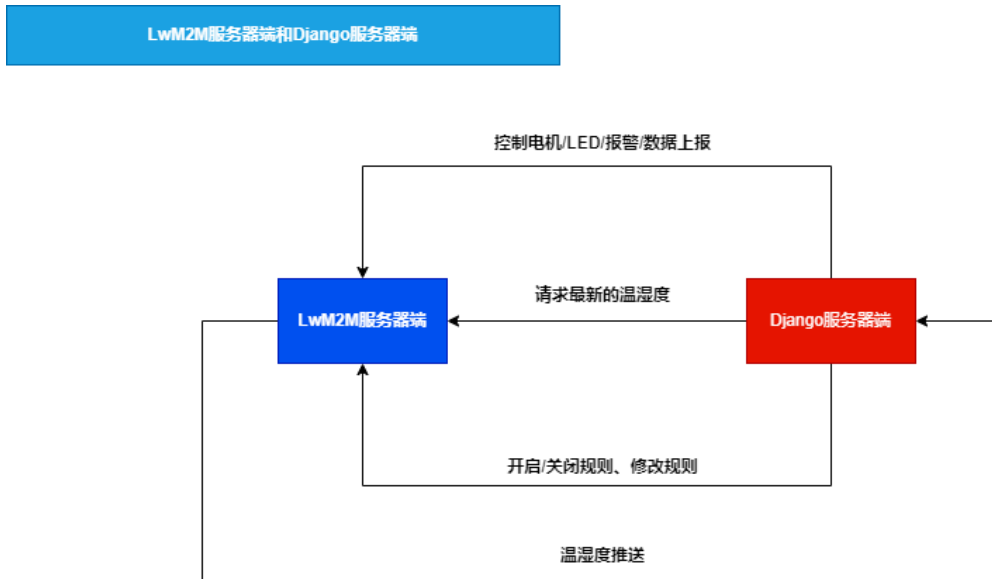 LwM2M服务器端和Django服务器端
控制电机/LED/报警/数据上报
请求最新的温湿度
LwM2M服务器端
Django服务器端
开启/关闭规则、修改规则
温湿度推送